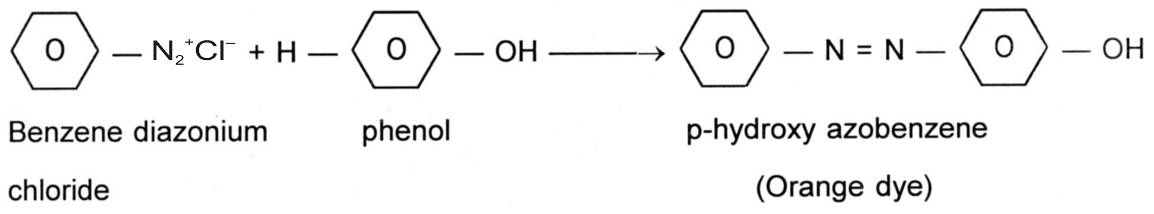 O — N₂⁺Cl⁻ + H — O — OH ⟶ O — N = N — O — OH
Benzene diazonium phenol p-hydroxy azobenzene
chloride (Orange dye)